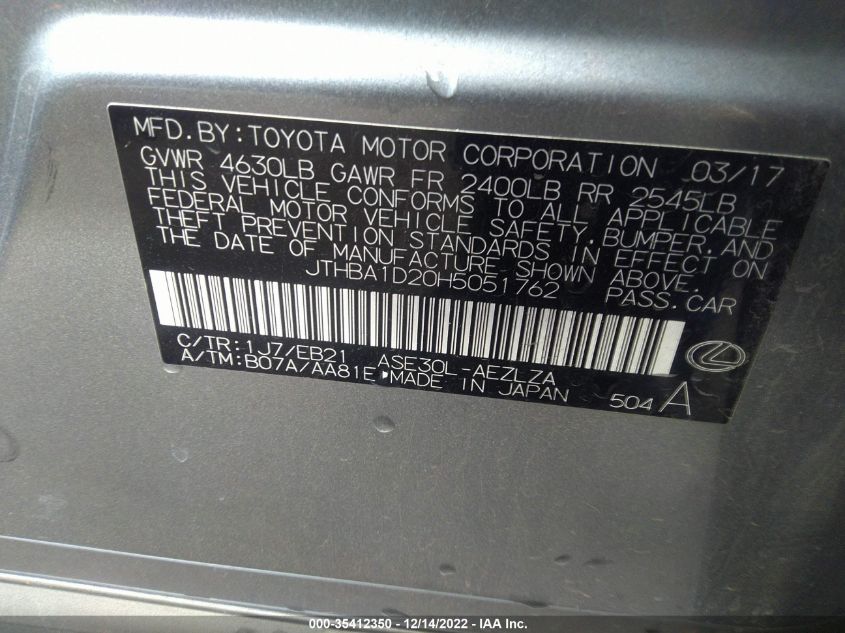 MFD.BY:TOYOTA MOTOR CORPORATION 03/17
GVWR 4630LB GAWR FR 2400LB RR 2545LB
THIS VEHICLE CONFORMS TO ALL APPLICABLE
FEDERAL MOTOR VEHICLE SAFETY,BUMPER,AND
THEFT PREVENTION STANDARDS IN EFFECT ON
THE DATE OF MANUFACTURE SHOWN ABOVE.
JTHBA1D20H5051762 PASS.CAR
C/TR:1J7/EB21 ASE30L-AEZLZA
A/TM:B07A/AA81E MADE IN JAPAN 504 A
000-35412350 - 12/14/2022 - IAA Inc.